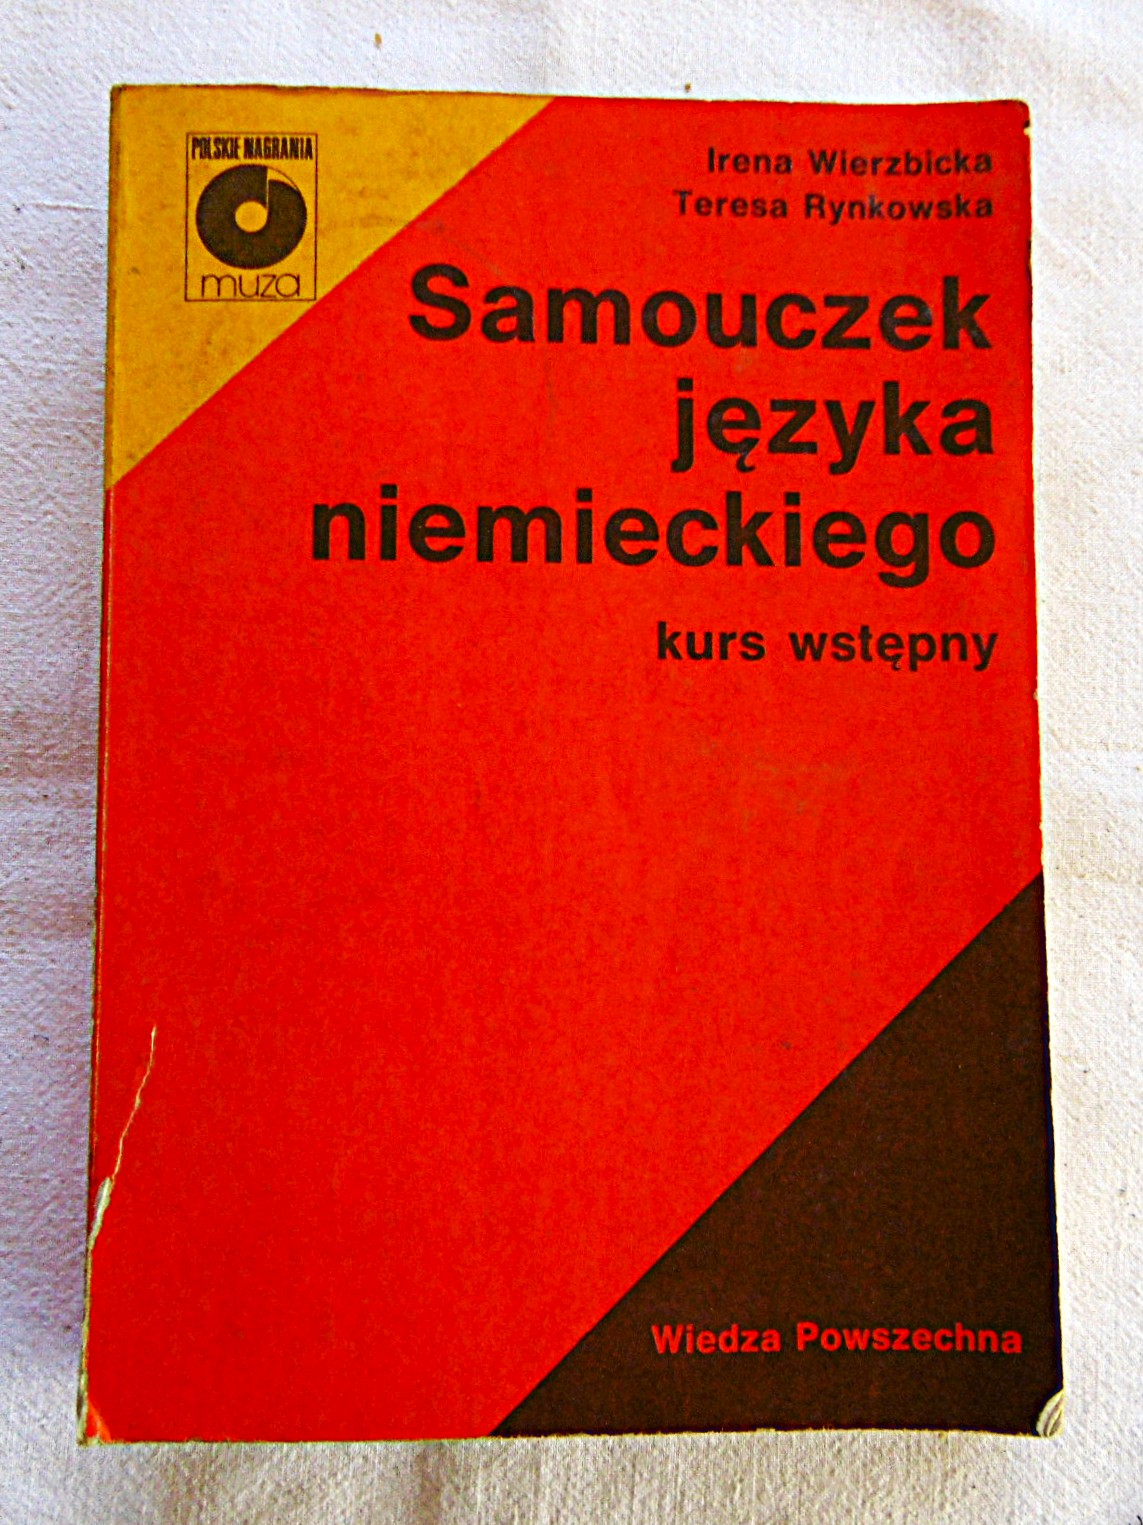 POLSKIE NAGRANIA
muza
Irena Wierzbicka
Teresa Rynkowska
Samouczek
języka
niemieckiego
kurs wstępny
Wiedza Powszechna